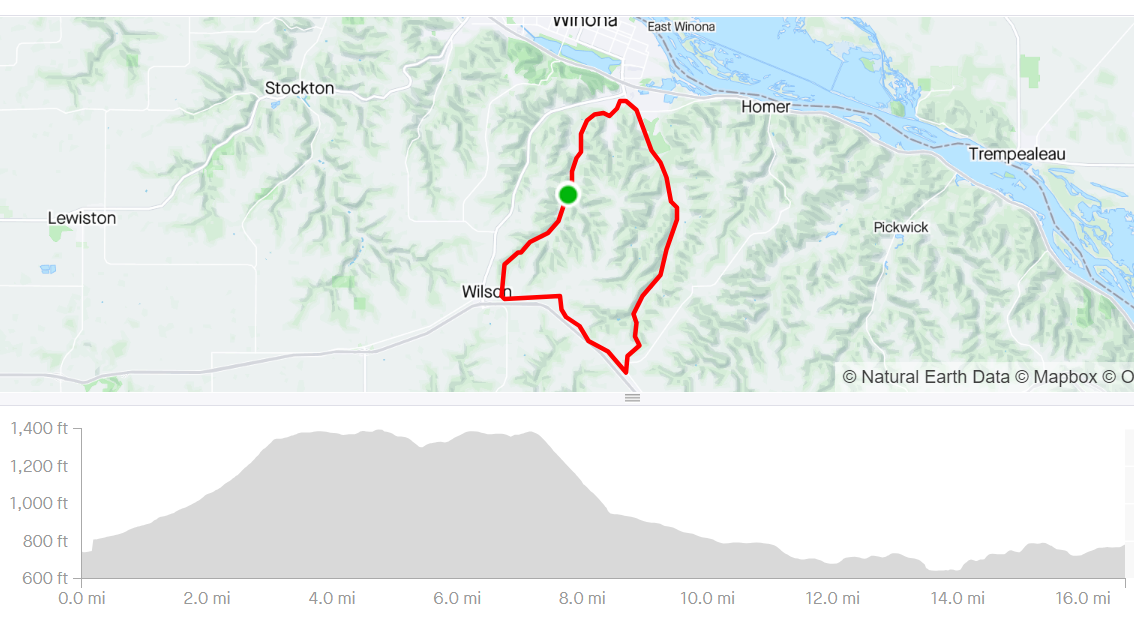 Winona
East Winona
Stockton
Homer
Trempealeau
Lewiston
Pickwick
Wilson
© Natural Earth Data © Mapbox © O
1,400 ft
1,200 ft
1,000 ft
800 ft
600 ft
0.0 mi 2.0 mi 4.0 mi 6.0 mi 8.0 mi 10.0 mi 12.0 mi 14.0 mi 16.0 mi